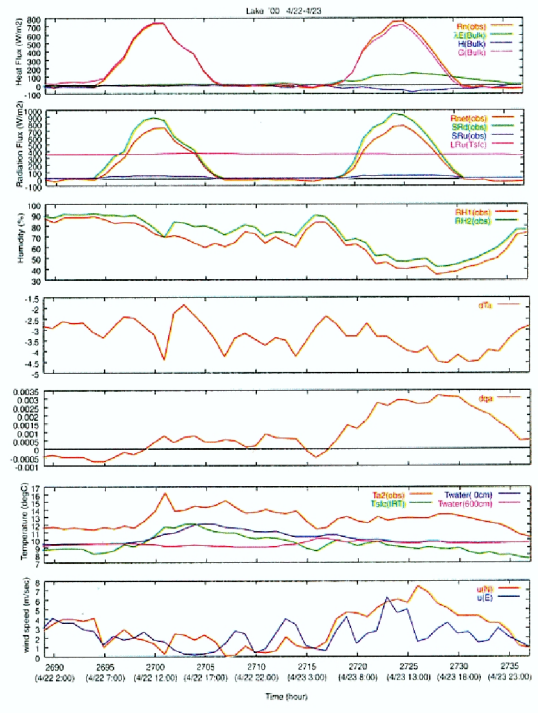 Lake '00 4/22-4/23
Heat Flux (W/m2)
800
700
600
500
400
300
200
100
0
-100
Rn(obs)
λE(Bulk)
H(Bulk)
G(Bulk)
Radiaion Flux (W/m2)
1000
900
800
700
600
500
400
300
200
100
0
-100
Rnet(obs)
SRd(obs)
SRu(obs)
LRu(Tsfc)
Humidity (%)
100
90
80
70
60
50
40
30
RH1(obs)
RH2(obs)
-1.5
-2
-2.5
-3
-3.5
-4
-4.5
-5
dTa
0.0035
0.003
0.0025
0.002
0.0015
0.001
0.0005
0
-0.0005
-0.001
dqa
Temperature (degC)
17
16
15
14
13
12
11
10
9
8
7
Ta2(obs)
Tsfc(IRT)
Twater( 0cm)
Twater(600cm)
wind speed (m/sec)
8
7
6
5
4
3
2
1
0
u(N)
u(E)
2690 2695 2700 2705 2710 2715 2720 2725 2730 2735
(4/22 2:00) (4/22 7:00) (4/22 12:00) (4/22 17:00) (4/22 22:00) (4/23 3:00) (4/23 8:00) (4/23 13:00) (4/23 18:00) (4/23 23:00)
Time (hour)